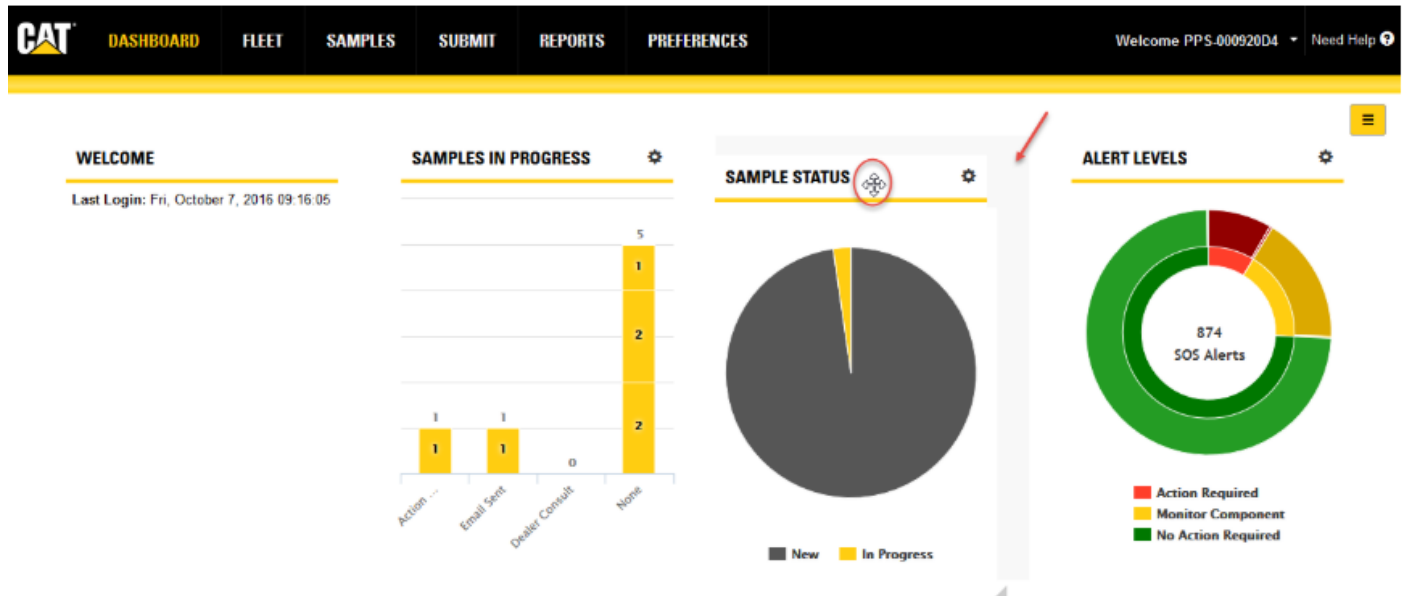 CAT DASHBOARD FLEET SAMPLES SUBMIT REPORTS PREFERENCES Welcome PPS-000920D4 Need Help ?
WELCOME
Last Login: Fri, October 7, 2016 09:16:05
SAMPLES IN PROGRESS
5
1
2
2
1
1
1
1
0
Action ...
Email Sent
Dealer Consult
None
SAMPLE STATUS
New In Progress
ALERT LEVELS
874
SOS Alerts
Action Required
Monitor Component
No Action Required